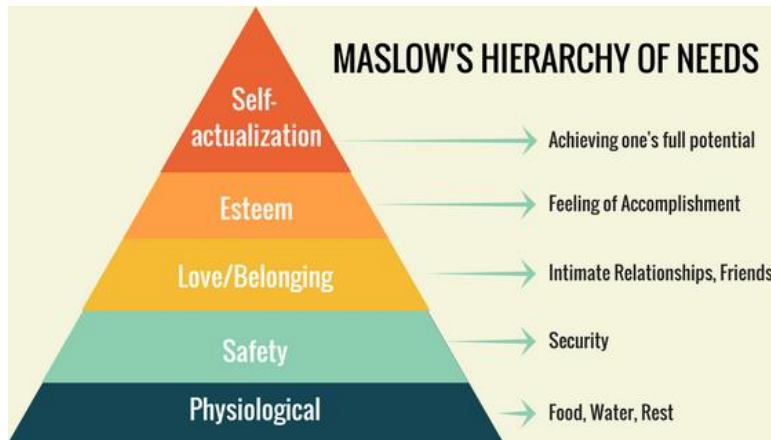 MASLOW'S HIERARCHY OF NEEDS
Self-
actualization
Achieving one's full potential
Esteem
Feeling of Accomplishment
Love/Belonging
Intimate Relationships, Friends
Safety
Security
Physiological
Food, Water, Rest